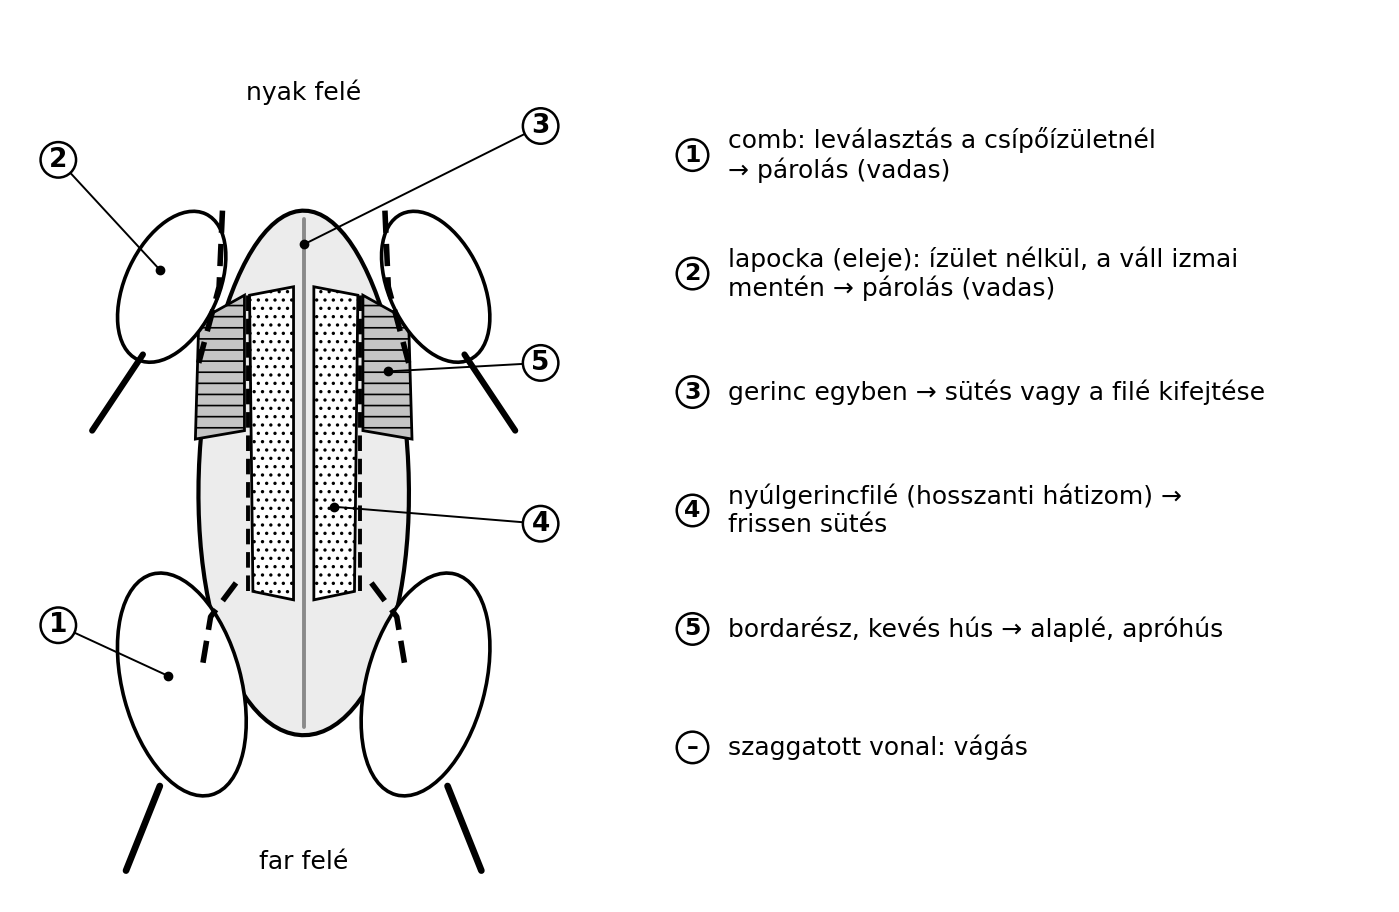 nyak felé
3
2
5
4
1
far felé
1 comb: leválasztás a csípőízületnél
→ párolás (vadas)
2 lapocka (eleje): ízület nélkül, a váll izmai
mentén → párolás (vadas)
3 gerinc egyben → sütés vagy a filé kifejtése
4 nyúlgerincfilé (hosszanti hátizom) →
frissen sütés
5 bordarész, kevés hús → alaplé, apróhús
– szaggatott vonal: vágás